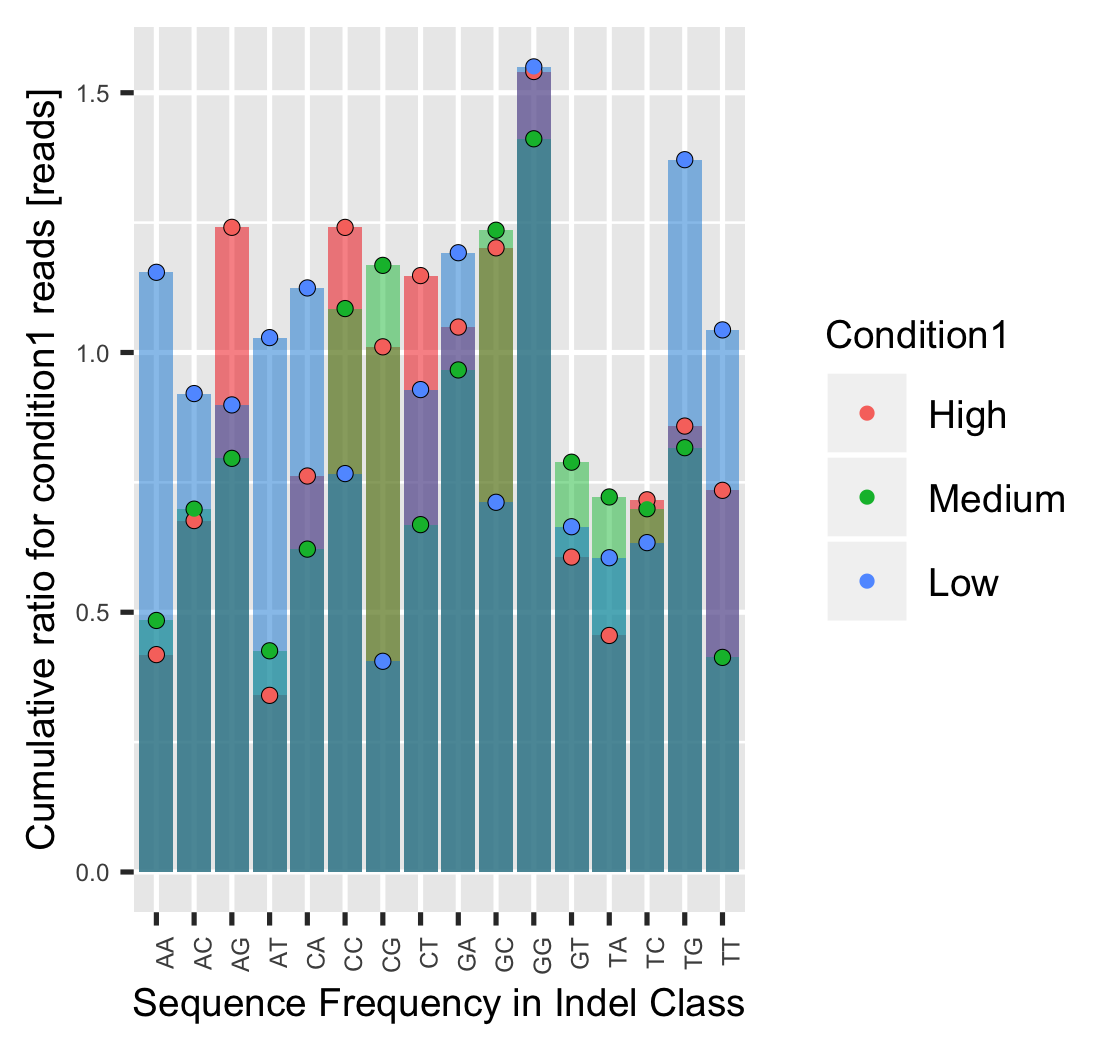 Cumulative ratio for condition1 reads [reads]
1.5
1.0
0.5
0.0
AA AC AG AT CA CC CG CT GA GC GG GT TA TC TG TT
Sequence Frequency in Indel Class
Condition1
High
Medium
Low